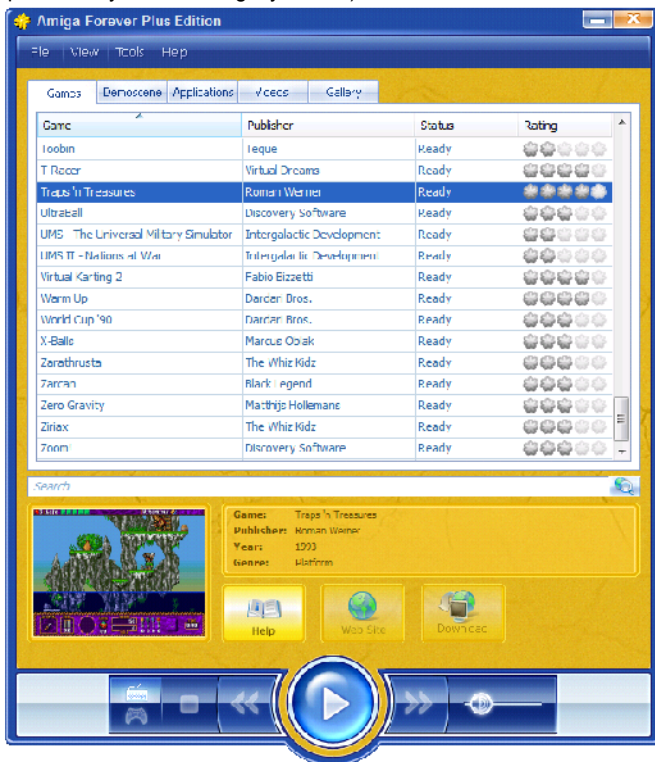 Amiga Forever Plus Edition
File View Tools Help
Games Demoscene Applications Videos Gallery
Game Publisher Status Rating
Toobin Teque Ready
T-Racer Virtual Dreams Ready
Traps 'n Treasures Roman Werner Ready
UltraBall Discovery Software Ready
UMS - The Universal Military Simulator Intergalactic Development Ready
UMS II - Nations at War Intergalactic Development Ready
Virtual Karting 2 Fabio Bizzetti Ready
Warm Up Dardari Bros. Ready
World Cup '90 Dardari Bros. Ready
X-Balls Marcus Ready
Zarathrusta The Whiz Kidz Ready
Zarcan Black Legend Ready
Zero Gravity Matthijs Hollemans Ready
Ziriax The Whiz Kidz Ready
Zoom! Discovery Software Ready
Search
Game: Traps 'n Treasures
Publisher: Roman Werner
Year: 1993
Genre: Platform
Help Web Site Download